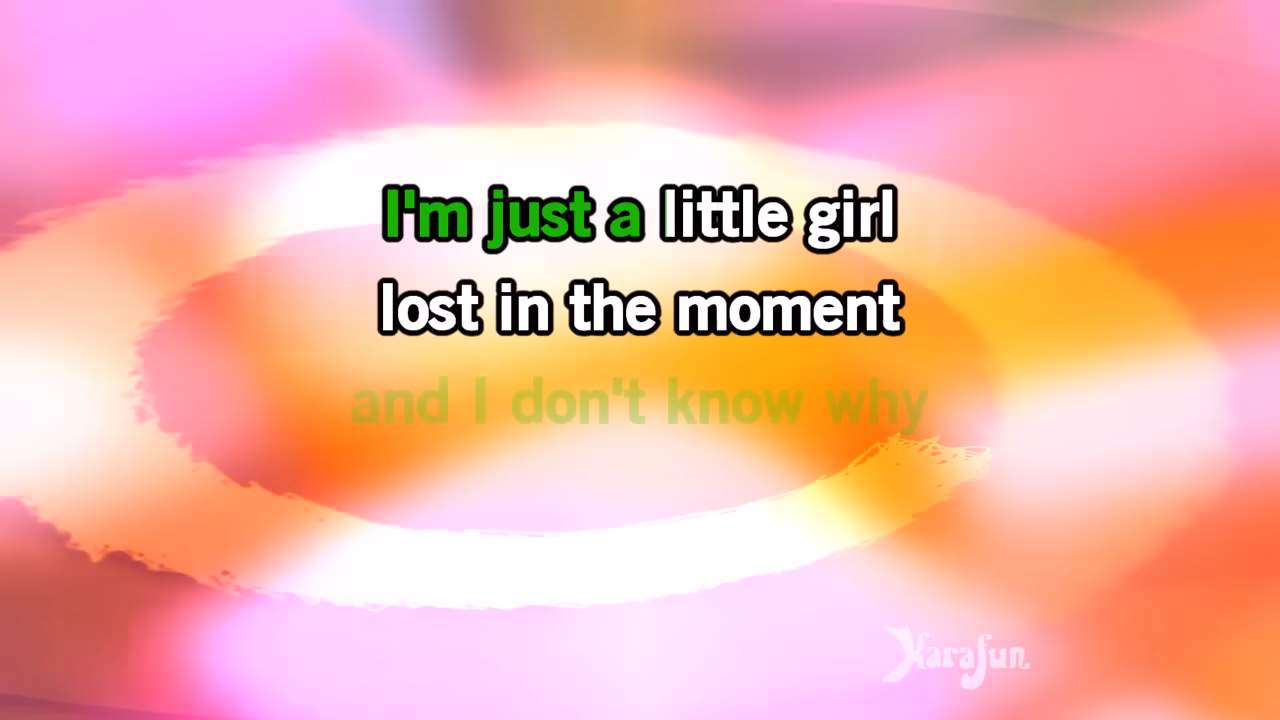 I'm just a little girl
lost in the moment
and I don't know why
Karafun